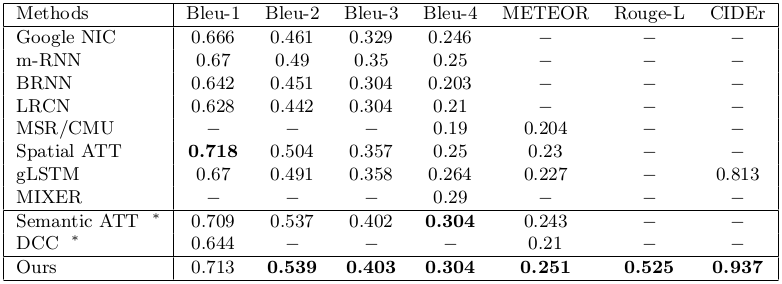 Methods Bleu-1 Bleu-2 Bleu-3 Bleu-4 METEOR Rouge-L CIDEr
Google NIC 0.666 0.461 0.329 0.246 − − −
m-RNN 0.67 0.49 0.35 0.25 − − −
BRNN 0.642 0.451 0.304 0.203 − − −
LRCN 0.628 0.442 0.304 0.21 − − −
MSR/CMU − − − 0.19 0.204 − −
Spatial ATT 0.718 0.504 0.357 0.25 0.23 − −
gLSTM 0.67 0.491 0.358 0.264 0.227 − 0.813
MIXER − − − 0.29 − − −
Semantic ATT * 0.709 0.537 0.402 0.304 0.243 − −
DCC * 0.644 − − − 0.21 − −
Ours 0.713 0.539 0.403 0.304 0.251 0.525 0.937